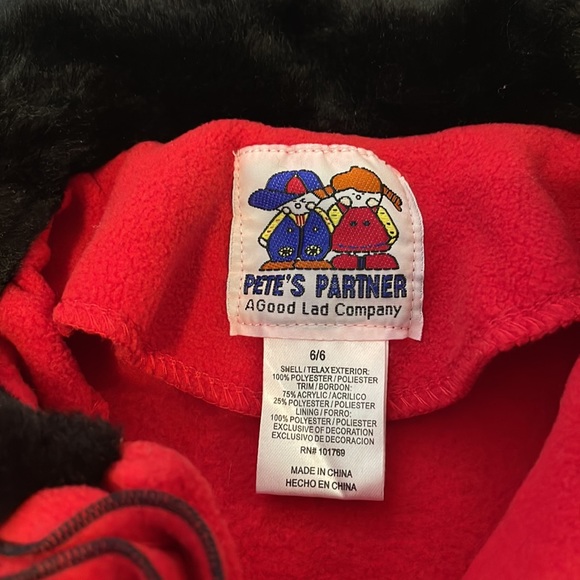 PETE'S PARTNER
A Good Lad Company
6/6
SHELL / TELAX EXTERIOR:
100% POLYESTER / POLIESTER
TRIM / BORDON:
75% ACRYLIC / ACRILICO
25% POLYESTER / POLIESTER
LINING / FORRO:
100% POLYESTER / POLIESTER
EXCLUSIVE OF DECORATION
EXCLUSIVO DE DECORACION
RN# 101769
MADE IN CHINA
HECHO EN CHINA